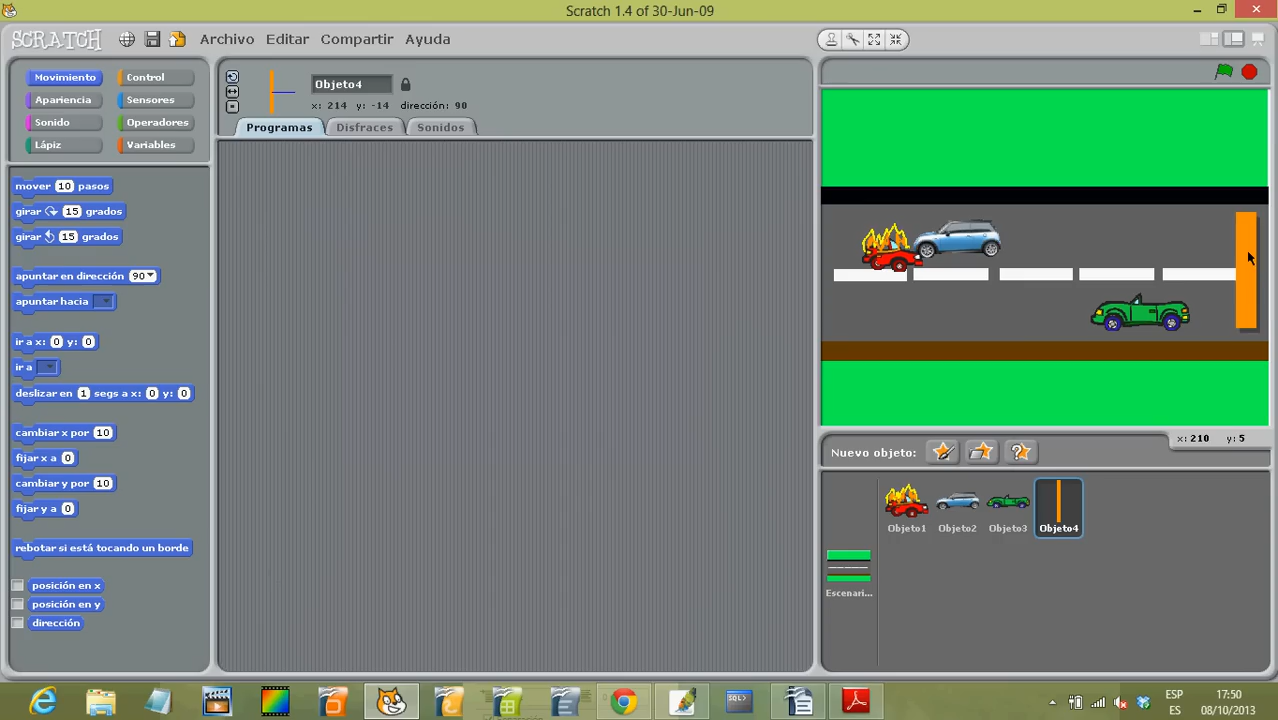 Scratch 1.4 of 30-Jun-09
SCRATCH
Archivo
Editar
Compartir
Ayuda
Movimiento
Control
Apariencia
Sensores
Sonido
Operadores
Lápiz
Variables
Objeto4
x: 214 y: -14 dirección: 90
Programas
Disfraces
Sonidos
mover 10 pasos
girar 15 grados
girar 15 grados
apuntar en dirección 90
apuntar hacia
ir a x: 0 y: 0
ir a
deslizar en 1 segs a x: 0 y: 0
cambiar x por 10
fijar x a 0
cambiar y por 10
fijar y a 0
rebotar si está tocando un borde
posición en x
posición en y
dirección
x: 210 y: 5
Nuevo objeto:
Objeto1
Objeto2
Objeto3
Objeto4
Escenari...
SQL
ESP
ES
17:50
08/10/2013